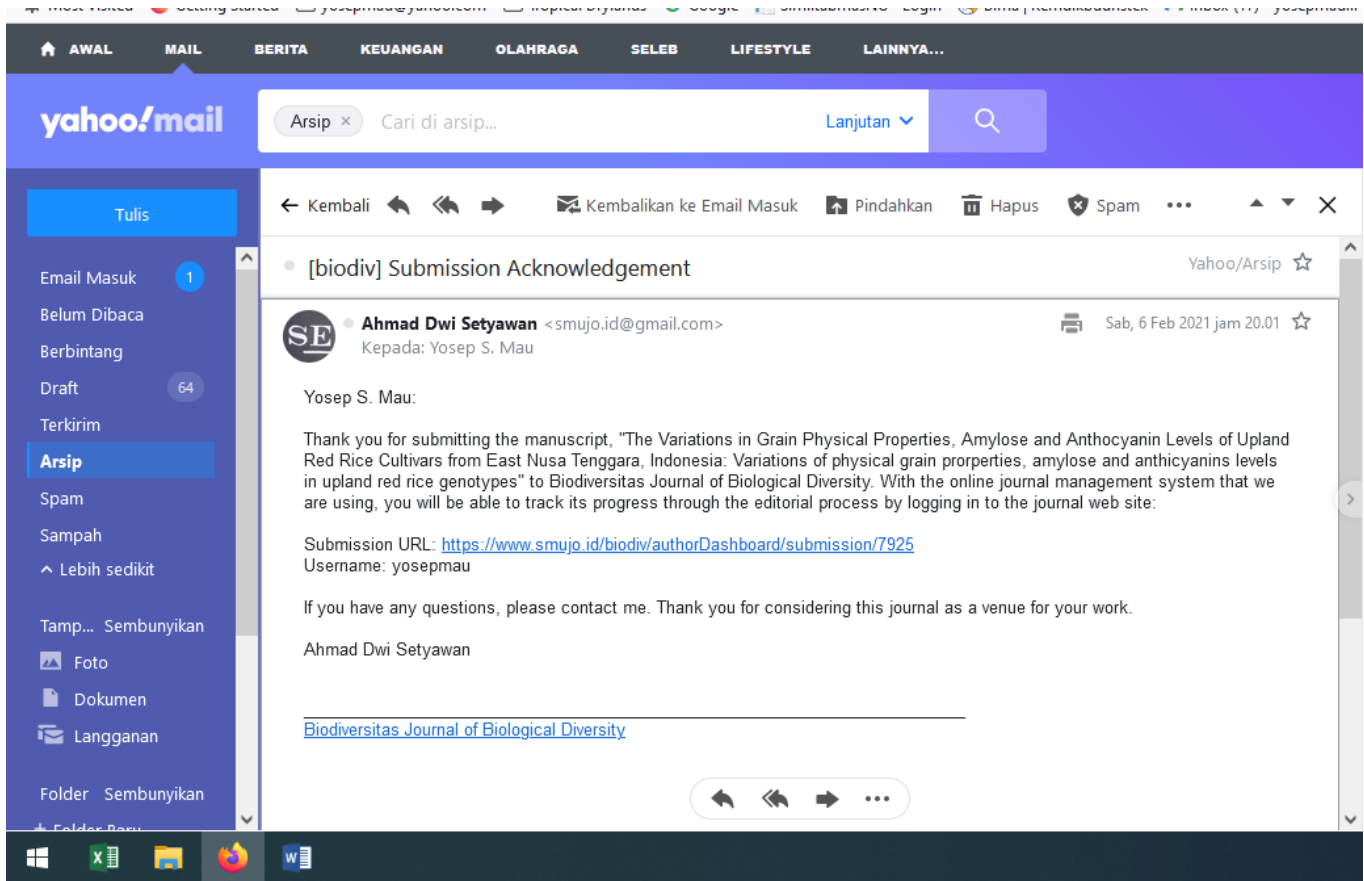 AWAL MAIL BERITA KEUANGAN OLAHRAGA SELEB LIFESTYLE LAINNYA...
yahoo!mail
Arsip × Cari di arsip... Lanjutan
Tulis
Kembali Kembalikan ke Email Masuk Pindahkan Hapus Spam
Email Masuk 1
Belum Dibaca
Berbintang
Draft 64
Terkirim
Arsip
Spam
Sampah
Lebih sedikit
Tamp... Sembunyikan
Foto
Dokumen
Langganan
Folder Sembunyikan
+ Folder Baru
[biodiv] Submission Acknowledgement
Yahoo/Arsip
SE
Ahmad Dwi Setyawan <smujo.id@gmail.com>
Sab, 6 Feb 2021 jam 20.01
Kepada: Yosep S. Mau
Yosep S. Mau:
Thank you for submitting the manuscript, "The Variations in Grain Physical Properties, Amylose and Anthocyanin Levels of Upland
Red Rice Cultivars from East Nusa Tenggara, Indonesia: Variations of physical grain prorperties, amylose and anthicyanins levels
in upland red rice genotypes" to Biodiversitas Journal of Biological Diversity. With the online journal management system that we
are using, you will be able to track its progress through the editorial process by logging in to the journal web site:
Submission URL: https://www.smujo.id/biodiv/authorDashboard/submission/7925
Username: yosepmau
If you have any questions, please contact me. Thank you for considering this journal as a venue for your work.
Ahmad Dwi Setyawan
Biodiversitas Journal of Biological Diversity